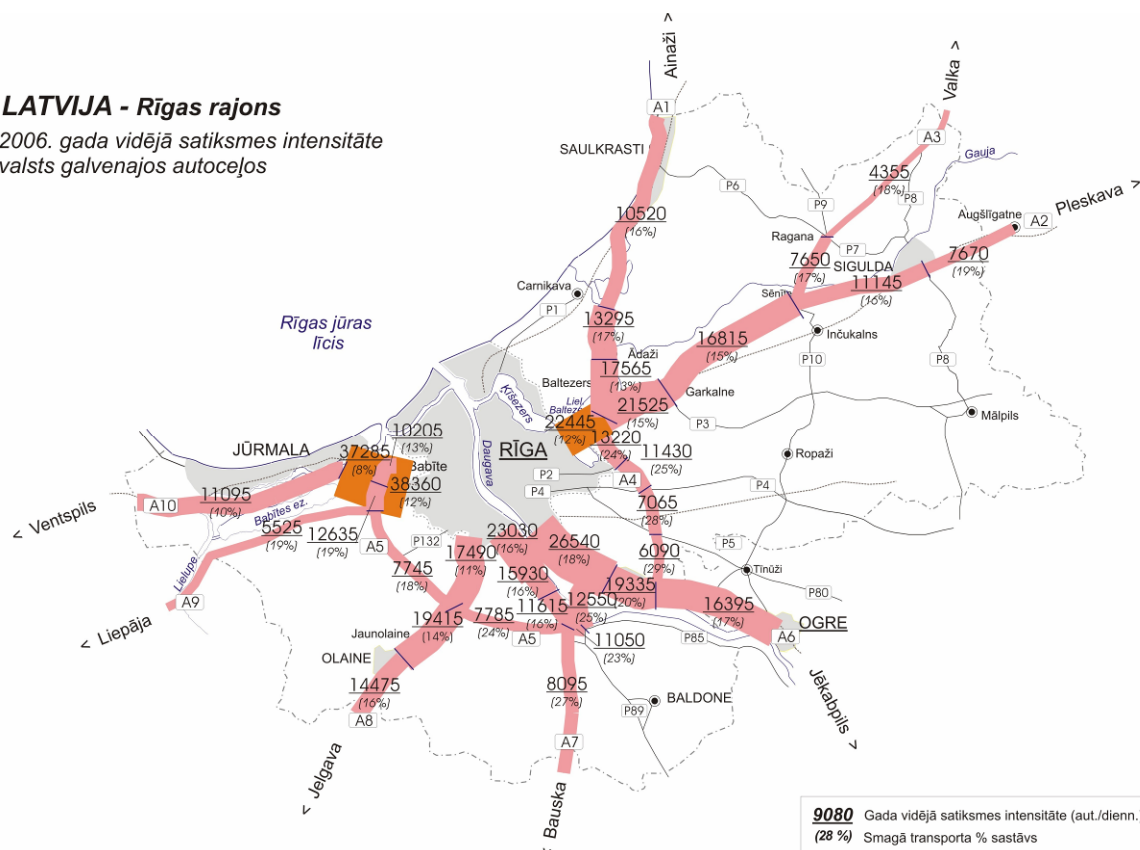 LATVIJA - Rīgas rajons
2006. gada vidējā satiksmes intensitāte
valsts galvenajos autoceļos
Ainaži >
Valka >
A1
A3
SAULKRASTI
Gauja
4355
(18%)
P6
P9
P8
Pleskava >
Augšlīgatne
A2
10520
(16%)
Ragana
P7
7650
(17%)
SIGULDA
7670
(19%)
11145
(16%)
Carnikava
P1
Rīgas jūras
līcis
13295
(17%)
16815
(15%)
Inčukalns
Ādaži
P10
P8
17565
(13%)
Baltezers
Garkalne
Ķīšezers
Liel.
21525
(15%)
P3
Mālpils
22445
(12%)
13220
(24%)
10205
(13%)
JŪRMALA
37285
(8%)
Babīte
Daugava
RĪGA
11430
(25%)
Ropaži
38360
(12%)
P2
A4
P4
P4
11095
(10%)
A10
< Ventspils
Babītes ez.
7065
(28%)
5525
(19%)
12635
(19%)
A5
P132
23030
(16%)
26540
(18%)
17490
(11%)
P5
6090
(29%)
Lielupe
7745
(18%)
15930
(16%)
19335
(20%)
Tīnūži
P80
A9
< Liepāja
12550
(25%)
11615
(16%)
16395
(17%)
19415
(14%)
7785
(24%)
OGRE
A6
Jaunolaine
A5
P85
11050
(23%)
OLAINE
14475
(16%)
8095
(27%)
BALDONE
P89
Jēkabpils >
A8
A7
< Jelgava
< Bauska
9080 Gada vidējā satiksmes intensitāte (aut./dienn.)
(28 %) Smagā transporta % sastāvs